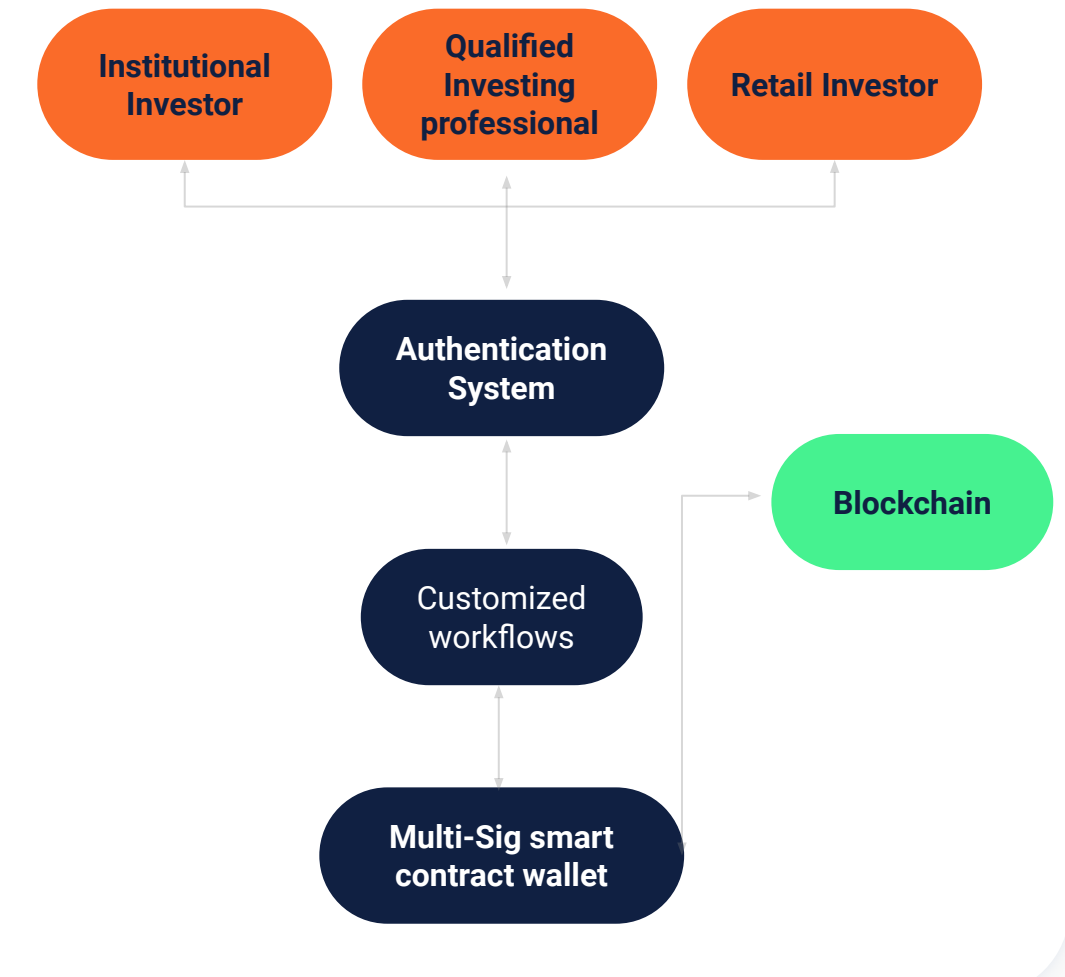 Institutional
Investor
Qualified
Investing
professional
Retail Investor
Authentication
System
Blockchain
Customized
workflows
Multi-Sig smart
contract wallet